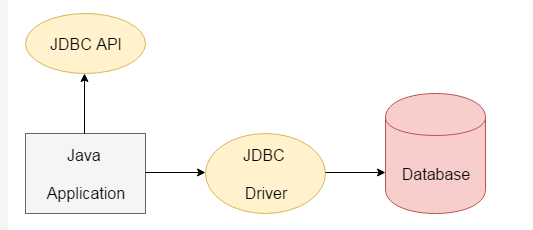 JDBC API
Java
Application
JDBC
Driver
Database